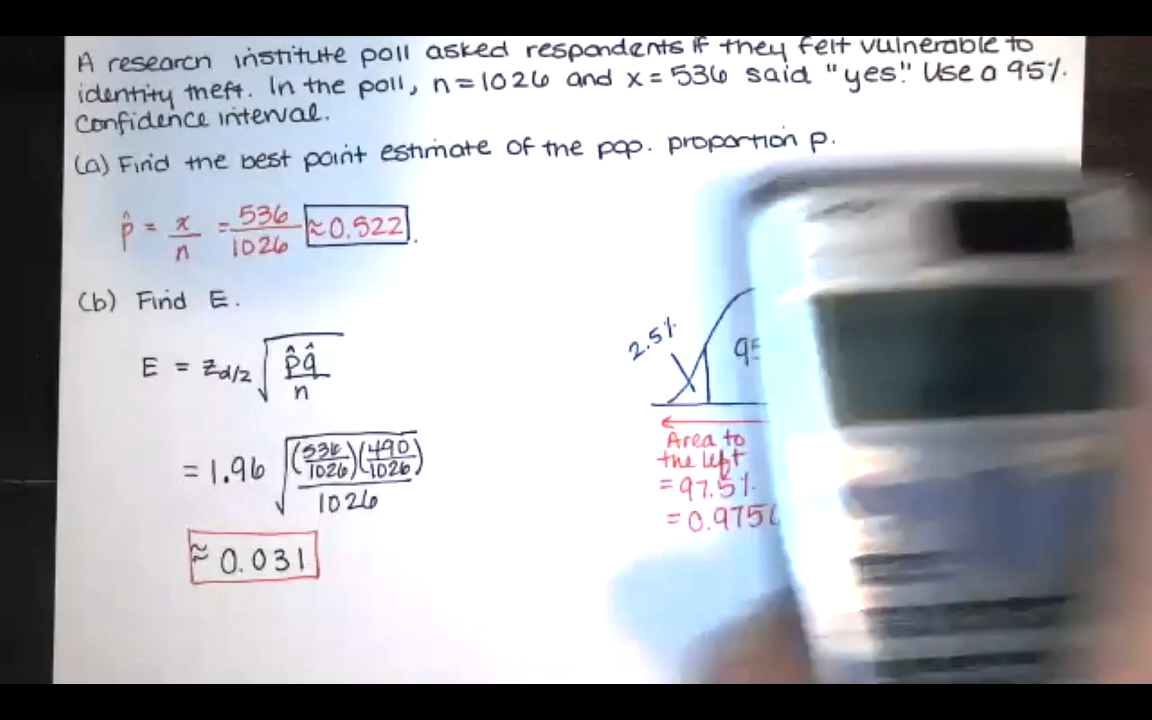 A research institute poll asked respondents if they felt vulnerable to
identity theft. In the poll, n = 1026 and x = 536 said "yes." Use a 95%
Confidence interval.
(a) Find the best point estimate of the pop. proportion p.
p̂ = x/n = 536/1026 ≈ 0.522
(b) Find E.
E = Zα/2 √(p̂q̂/n)
= 1.96 √((536/1026)(490/1026)/1026)
≈ 0.031
2.5%
95
Area to
the left
= 97.5%
= 0.975